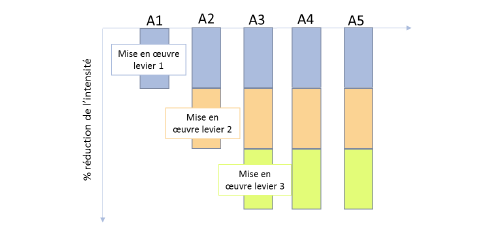 A1 A2 A3 A4 A5
Mise en œuvre
levier 1
Mise en
œuvre levier 2
Mise en
œuvre levier 3
% réduction de l'intensité